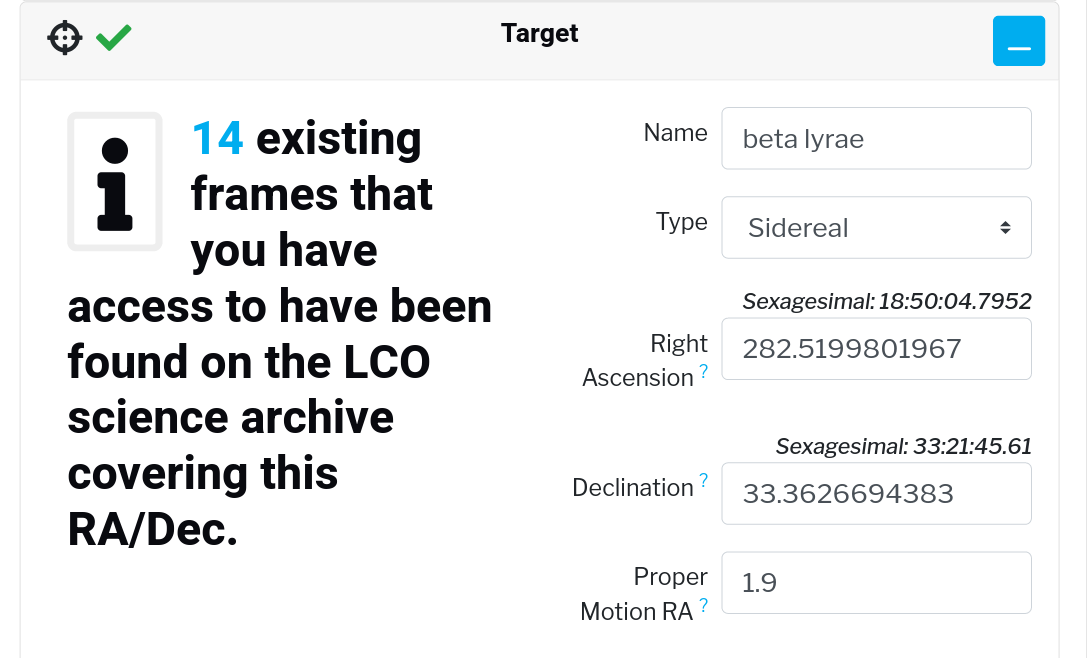 Target
14 existing
frames that
you have
access to have been
found on the LCO
science archive
covering this
RA/Dec.
Name
beta lyrae
Type
Sidereal
Sexagesimal: 18:50:04.7952
Right
Ascension ?
282.5199801967
Sexagesimal: 33:21:45.61
Declination ?
33.3626694383
Proper
Motion RA ?
1.9